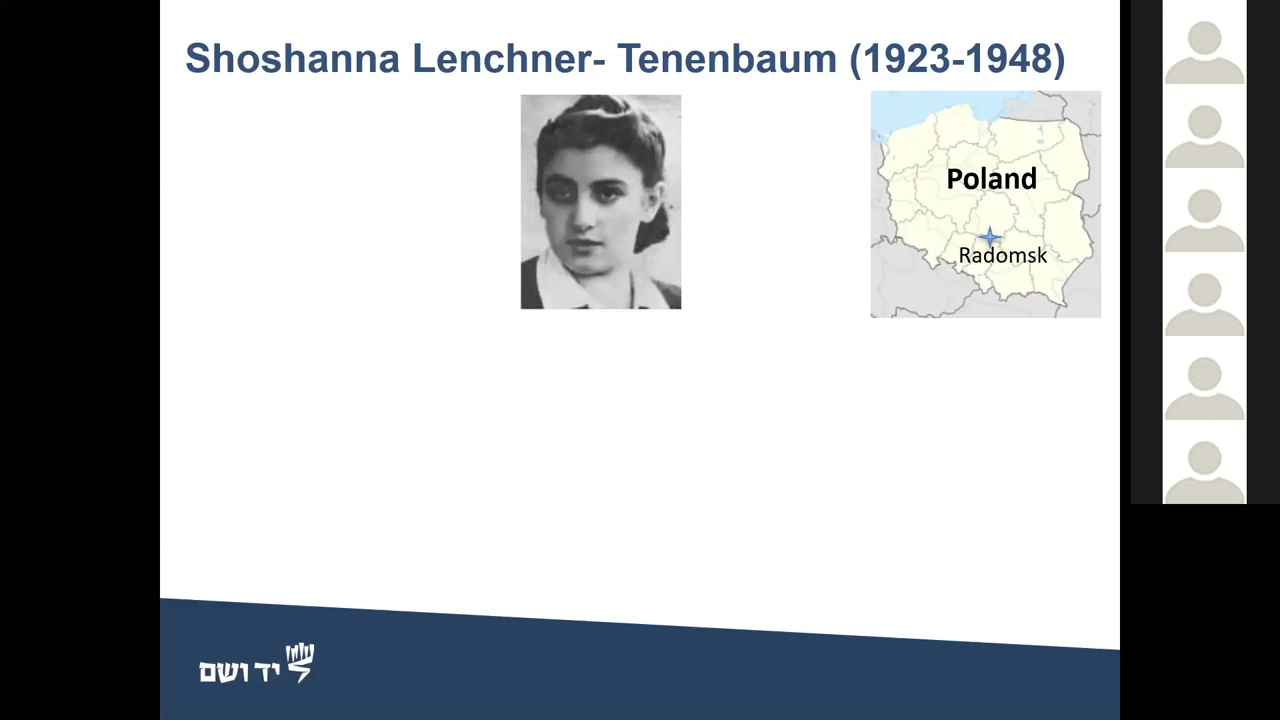 Shoshanna Lenchner- Tenenbaum (1923-1948)
Poland
Radomsk
יד ושם